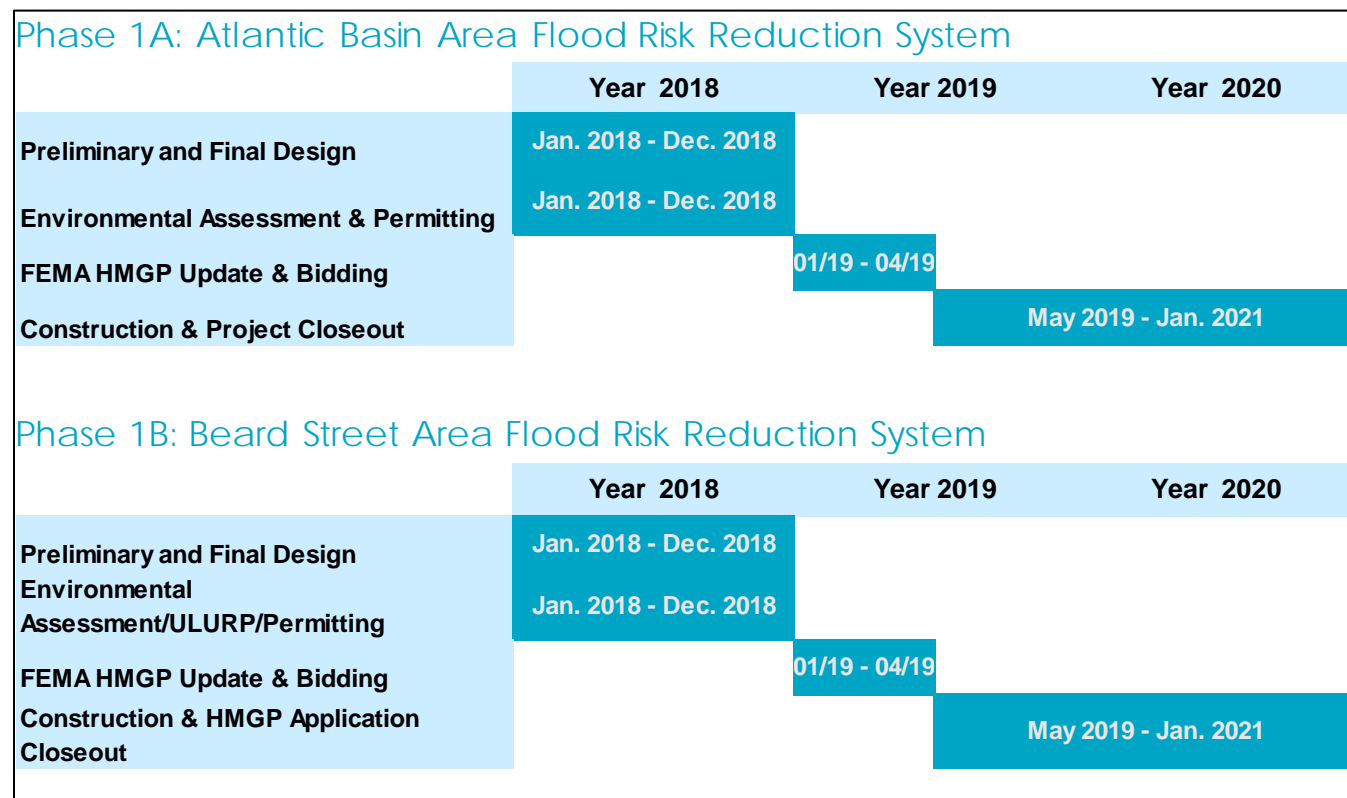 Phase 1A: Atlantic Basin Area Flood Risk Reduction System
Year 2018 Year 2019 Year 2020
Preliminary and Final Design Jan. 2018 - Dec. 2018
Environmental Assessment & Permitting Jan. 2018 - Dec. 2018
FEMA HMGP Update & Bidding 01/19 - 04/19
Construction & Project Closeout May 2019 - Jan. 2021
Phase 1B: Beard Street Area Flood Risk Reduction System
Year 2018 Year 2019 Year 2020
Preliminary and Final Design Jan. 2018 - Dec. 2018
Environmental
Assessment/ULURP/Permitting Jan. 2018 - Dec. 2018
FEMA HMGP Update & Bidding 01/19 - 04/19
Construction & HMGP Application
Closeout May 2019 - Jan. 2021